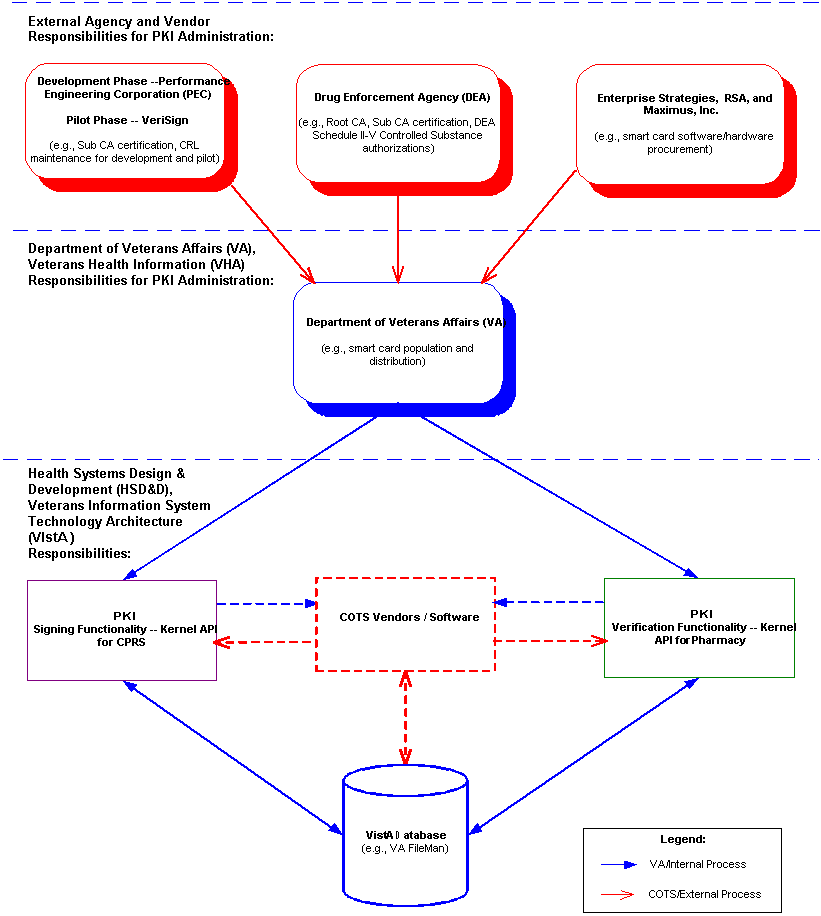 External Agency and Vendor
Responsibilities for PKI Administration:
Development Phase --Performance
Engineering Corporation (PEC)
Pilot Phase -- VeriSign
(e.g., Sub CA certification, CRL
maintenance for development and pilot)
Drug Enforcement Agency (DEA)
(e.g., Root CA, Sub CA certification, DEA
Schedule II-V Controlled Substance
authorizations)
Enterprise Strategies, RSA, and
Maximus, Inc.
(e.g., smart card software/hardware
procurement)
Department of Veterans Affairs (VA),
Veterans Health Information (VHA)
Responsibilities for PKI Administration:
Department of Veterans Affairs (VA)
(e.g., smart card population and
distribution)
Health Systems Design &
Development (HSD&D),
Veterans Information System
Technology Architecture
(VistA)
Responsibilities:
PKI
Signing Functionality -- Kernel API
for CPRS
COTS Vendors / Software
PKI
Verification Functionality -- Kernel
API for Pharmacy
VistA Database
(e.g., VA FileMan)
Legend:
VA/Internal Process
COTS/External Process